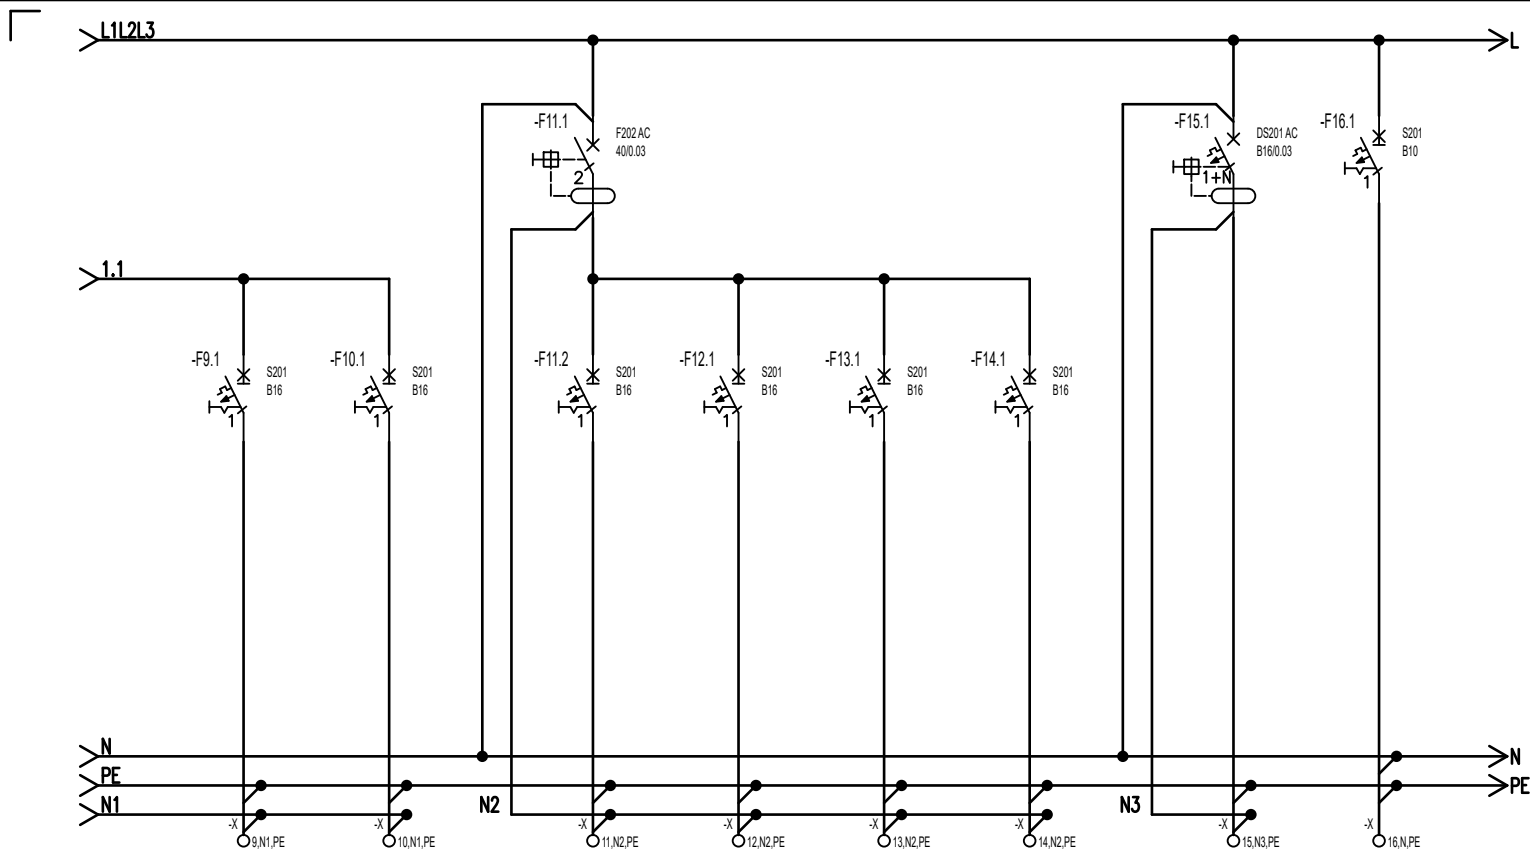 L1L2L3
L
-F11.1
F202 AC
40/0.03
2
-F15.1
DS201 AC
B16/0.03
1+N
-F16.1
S201
B10
1
1.1
-F9.1
S201
B16
1
-F10.1
S201
B16
1
-F11.2
S201
B16
1
-F12.1
S201
B16
1
-F13.1
S201
B16
1
-F14.1
S201
B16
1
N
N
PE
PE
N1
N2
N3
-X
-X
-X
-X
-X
-X
-X
-X
9,N1,PE
10,N1,PE
11,N2,PE
12,N2,PE
13,N2,PE
14,N2,PE
15,N3,PE
16,N,PE